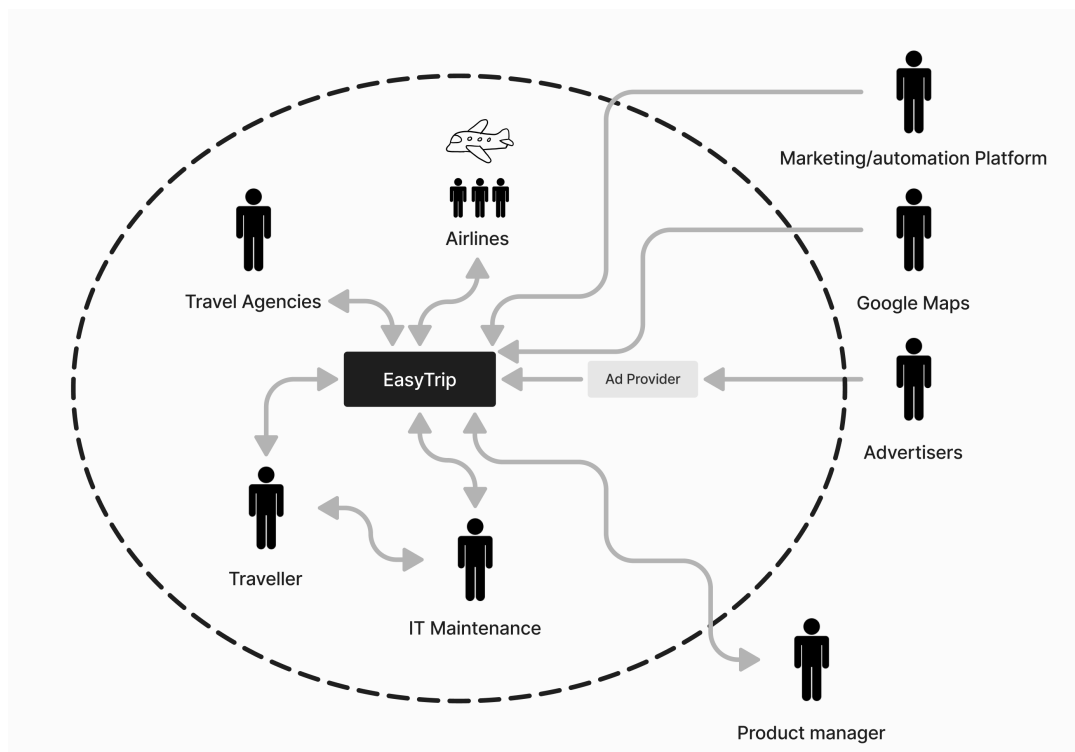 Marketing/automation Platform
Airlines
Travel Agencies
Google Maps
EasyTrip
Ad Provider
Advertisers
Traveller
IT Maintenance
Product manager